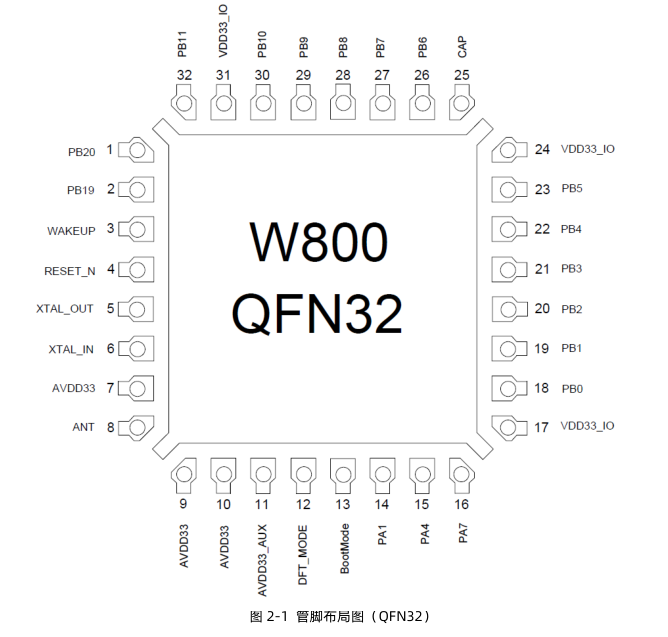 PB11 VDD33_IO PB10 PB9 PB8 PB7 PB6 CAP
32 31 30 29 28 27 26 25
PB20 1
PB19 2
WAKEUP 3
RESET_N 4
XTAL_OUT 5
XTAL_IN 6
AVDD33 7
ANT 8
W800
QFN32
24 VDD33_IO
23 PB5
22 PB4
21 PB3
20 PB2
19 PB1
18 PB0
17 VDD33_IO
9 10 11 12 13 14 15 16
AVDD33 AVDD33 AVDD33_AUX DFT_MODE BootMode PA1 PA4 PA7
图 2-1 管脚布局图（QFN32）